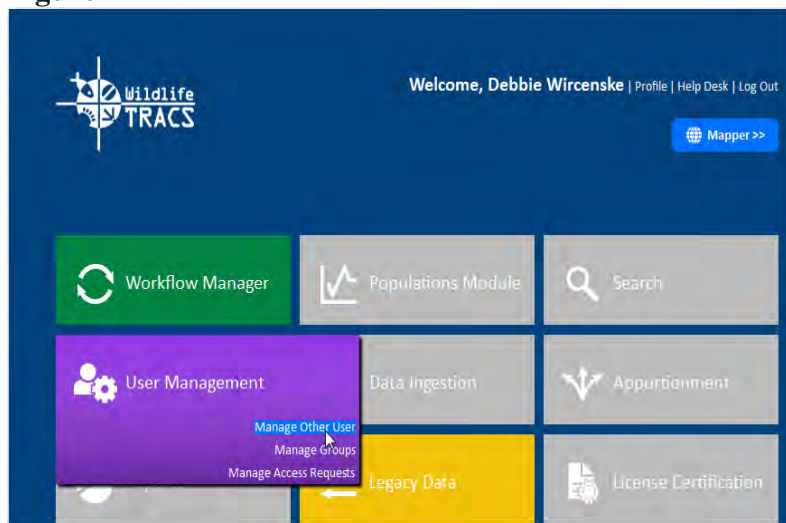 Wildlife
TRACS
Welcome, Debbie Wircenske | Profile | Help Desk | Log Out
Mapper >>
Workflow Manager
Populations Module
Search
User Management
Manage Other User
Manage Groups
Manage Access Requests
Data Ingestion
Apportionment
Legacy Data
License Certification